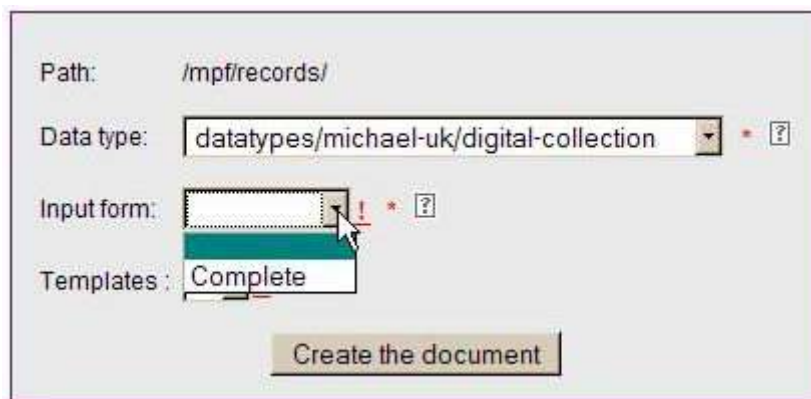 Path: /mpf/records/
Data type: datatypes/michael-uk/digital-collection * ?
Input form: ! * ?
Complete
Templates :
Create the document